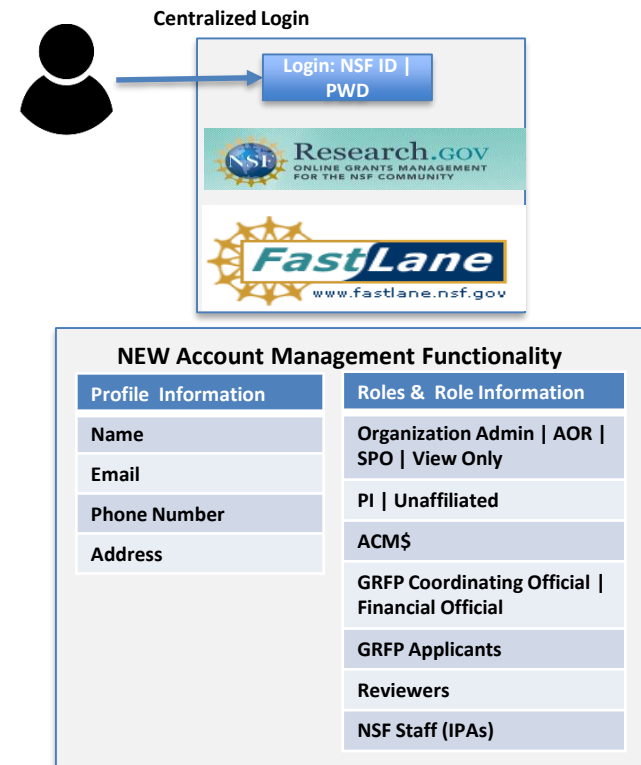 Centralized Login
Login: NSF ID |
PWD
NSF
Research.GOV
ONLINE GRANTS MANAGEMENT
FOR THE NSF COMMUNITY
FastLane
www.fastlane.nsf.gov
NEW Account Management Functionality
Profile Information
Name
Email
Phone Number
Address
Roles & Role Information
Organization Admin | AOR |
SPO | View Only
PI | Unaffiliated
ACM$
GRFP Coordinating Official |
Financial Official
GRFP Applicants
Reviewers
NSF Staff (IPAs)